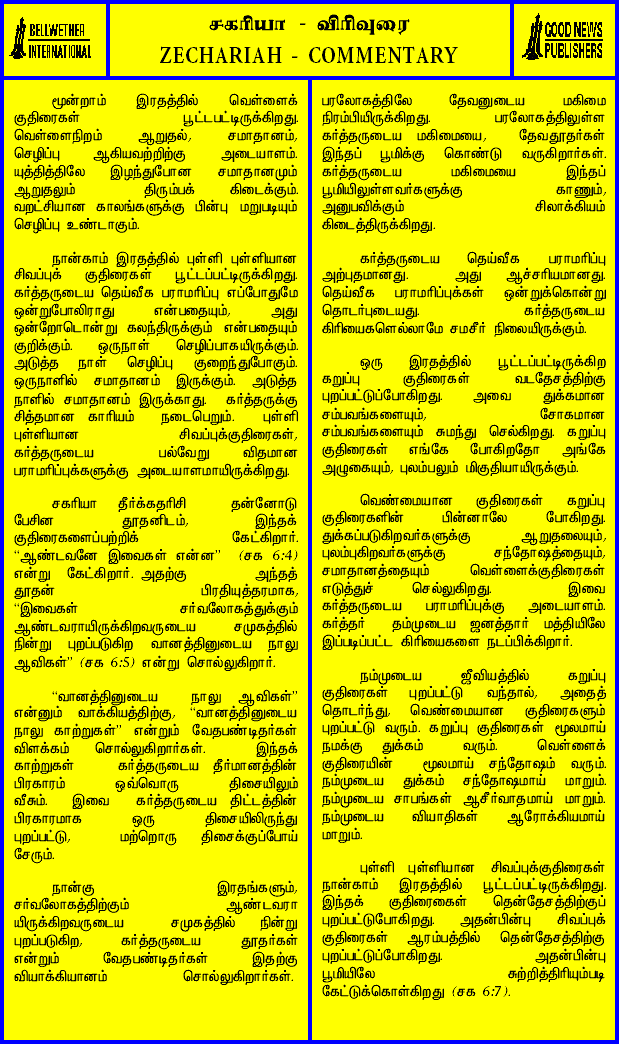 BELLWETHER
INTERNATIONAL
சகரியா - விரிவுரை
ZECHARIAH - COMMENTARY
GOOD NEWS
PUBLISHERS
மூன்றாம் இரதத்தில் வெள்ளைக்
குதிரைகள் பூட்டபட்டிருக்கிறது.
வெள்ளைநிறம் ஆறுதல், சமாதானம்,
செழிப்பு ஆகியவற்றிற்கு அடையாளம்.
யுத்தித்திலே இழந்துபோன சமாதானமும்
ஆறுதலும் திரும்பக் கிடைக்கும்.
வறட்சியான காலங்களுக்கு பின்பு மறுபடியும்
செழிப்பு உண்டாகும்.
நான்காம் இரதத்தில் புள்ளி புள்ளியான
சிவப்புக் குதிரைகள் பூட்டப்பட்டிருக்கிறது.
கர்த்தருடைய தெய்வீக பராமரிப்பு எப்போதுமே
ஒன்றுபோலிராது என்பதையும், அது
ஒன்றோடொன்று கலந்திருக்கும் என்பதையும்
குறிக்கும். ஒருநாள் செழிப்பாகயிருக்கும்.
அடுத்த நாள் செழிப்பு குறைந்துபோகும்.
ஒருநாளில் சமாதானம் இருக்கும். அடுத்த
நாளில் சமாதானம் இருக்காது. கர்த்தருக்கு
சித்தமான காரியம் நடைபெறும். புள்ளி
புள்ளியான சிவப்புக்குதிரைகள்,
கர்த்தருடைய பல்வேறு விதமான
பராமரிப்புக்களுக்கு அடையாளமாயிருக்கிறது.
சகரியா தீர்க்கதரிசி தன்னோடு
பேசின தூதனிடம், இந்தக்
குதிரைகளைப்பற்றிக் கேட்கிறார்.
“ஆண்டவனே இவைகள் என்ன” (சக 6:4)
என்று கேட்கிறார். அதற்கு அந்தத்
தூதன் பிரதியுத்தரமாக,
“இவைகள் சர்வலோகத்துக்கும்
ஆண்டவராயிருக்கிறவருடைய சமுகத்தில்
நின்று புறப்படுகிற வானத்தினுடைய நாலு
ஆவிகள்” (சக 6:5) என்று சொல்லுகிறார்.
“வானத்தினுடைய நாலு ஆவிகள்”
என்னும் வாக்கியத்திற்கு, “வானத்தினுடைய
நாலு காற்றுகள்” என்றும் வேதபண்டிதர்கள்
விளக்கம் சொல்லுகிறார்கள். இந்தக்
காற்றுகள் கர்த்தருடைய தீர்மானத்தின்
பிரகாரம் ஒவ்வொரு திசையிலும்
வீசும். இவை கர்த்தருடைய திட்டத்தின்
பிரகாரமாக ஒரு திசையிலிருந்து
புறப்பட்டு, மற்றொரு திசைக்குப்போய்
சேரும்.
நான்கு இரதங்களும்,
சர்வலோகத்திற்கும் ஆண்டவரா
யிருக்கிறவருடைய சமுகத்தில் நின்று
புறப்படுகிற, கர்த்தருடைய தூதர்கள்
என்றும் வேதபண்டிதர்கள் இதற்கு
வியாக்கியானம் சொல்லுகிறார்கள்.
பரலோகத்திலே தேவனுடைய மகிமை
நிரம்பியிருக்கிறது. பரலோகத்திலுள்ள
கர்த்தருடைய மகிமையை, தேவதூதர்கள்
இந்தப் பூமிக்கு கொண்டு வருகிறார்கள்.
கர்த்தருடைய மகிமையை இந்தப்
பூமியிலுள்ளவர்களுக்கு காணும்,
அனுபவிக்கும் சிலாக்கியம்
கிடைத்திருக்கிறது.
கர்த்தருடைய தெய்வீக பராமரிப்பு
அற்புதமானது. அது ஆச்சரியமானது.
தெய்வீக பராமரிப்புக்கள் ஒன்றுக்கொன்று
தொடர்புடையது. கர்த்தருடைய
கிரியைகளெல்லாமே சமசீர் நிலையிருக்கும்.
ஒரு இரதத்தில் பூட்டப்பட்டிருக்கிற
கறுப்பு குதிரைகள் வடதேசத்திற்கு
புறப்பட்டுப்போகிறது. அவை துக்கமான
சம்பவங்களையும், சோகமான
சம்பவங்களையும் சுமந்து செல்கிறது. கறுப்பு
குதிரைகள் எங்கே போகிறதோ அங்கே
அழுகையும், புலம்பலும் மிகுதியாயிருக்கும்.
வெண்மையான குதிரைகள் கறுப்பு
குதிரைகளின் பின்னாலே போகிறது.
துக்கப்படுகிறவர்களுக்கு ஆறுதலையும்,
புலம்புகிறவர்களுக்கு சந்தோஷத்தையும்,
சமாதானத்தையும் வெள்ளைக்குதிரைகள்
எடுத்துச் செல்லுகிறது. இவை
கர்த்தருடைய பராமரிப்புக்கு அடையாளம்.
கர்த்தர் தம்முடைய ஜனத்தார் மத்தியிலே
இப்படிப்பட்ட கிரியைகளை நடப்பிக்கிறார்.
நம்முடைய ஜீவியத்தில் கறுப்பு
குதிரைகள் புறப்பட்டு வந்தால், அதைத்
தொடர்ந்து, வெண்மையான குதிரைகளும்
புறப்பட்டு வரும். கறுப்பு குதிரைகள் மூலமாய்
நமக்கு துக்கம் வரும். வெள்ளைக்
குதிரையின் மூலமாய் சந்தோஷம் வரும்.
நம்முடைய துக்கம் சந்தோஷமாய் மாறும்.
நம்முடைய சாபங்கள் ஆசீர்வாதமாய் மாறும்.
நம்முடைய வியாதிகள் ஆரோக்கியமாய்
மாறும்.
புள்ளி புள்ளியான சிவப்புக்குதிரைகள்
நான்காம் இரதத்தில் பூட்டப்பட்டிருக்கிறது.
இந்தக் குதிரைகைள் தென்தேசத்திற்குப்
புறப்பட்டுபோகிறது. அதன்பின்பு சிவப்புக்
குதிரைகள் ஆரம்பத்தில் தென்தேசத்திற்கு
புறப்பட்டுப்போகிறது. அதன்பின்பு
பூமியிலே சுற்றித்திரியும்படி
கேட்டுக்கொள்கிறது (சக 6:7).